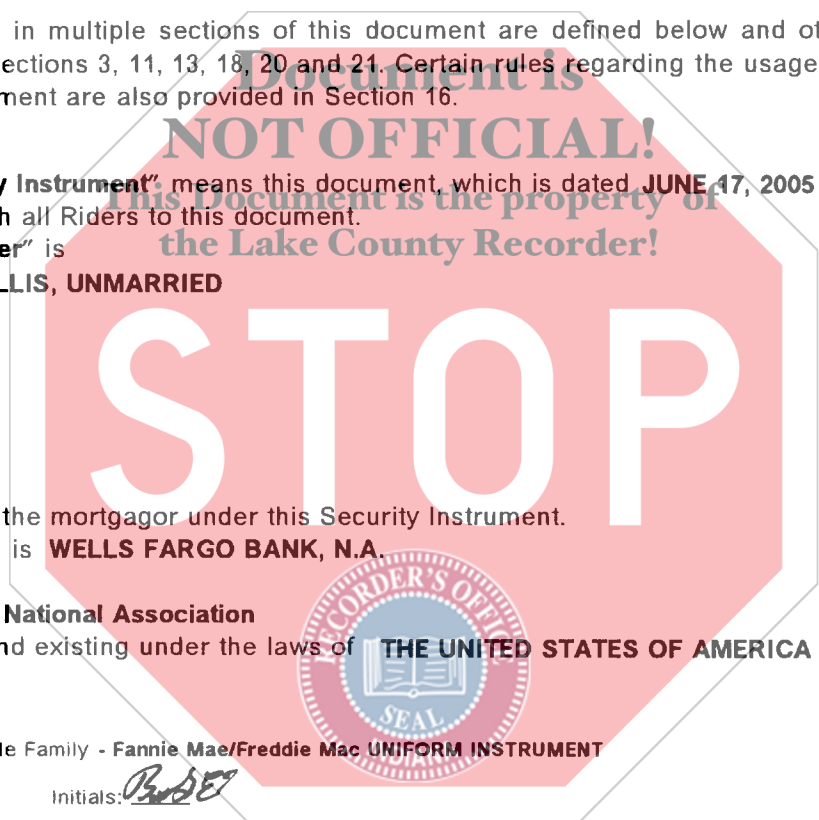 in multiple sections of this document are defined below and ot
ections 3, 11, 13, 18, 20 and 21. Certain rules regarding the usage
ment are also provided in Section 16.
Document is
NOT OFFICIAL!
y Instrument" means this document, which is dated JUNE 17, 2005
This Document is the property of
h all Riders to this document.
the Lake County Recorder!
er" is
LLIS, UNMARRIED
STOP
the mortgagor under this Security Instrument.
is WELLS FARGO BANK, N.A.
National Association
nd existing under the laws of THE UNITED STATES OF AMERICA
RECORDER'S OFFIC
SEAL
INDIANA
le Family - Fannie Mae/Freddie Mac UNIFORM INSTRUMENT
Initials: